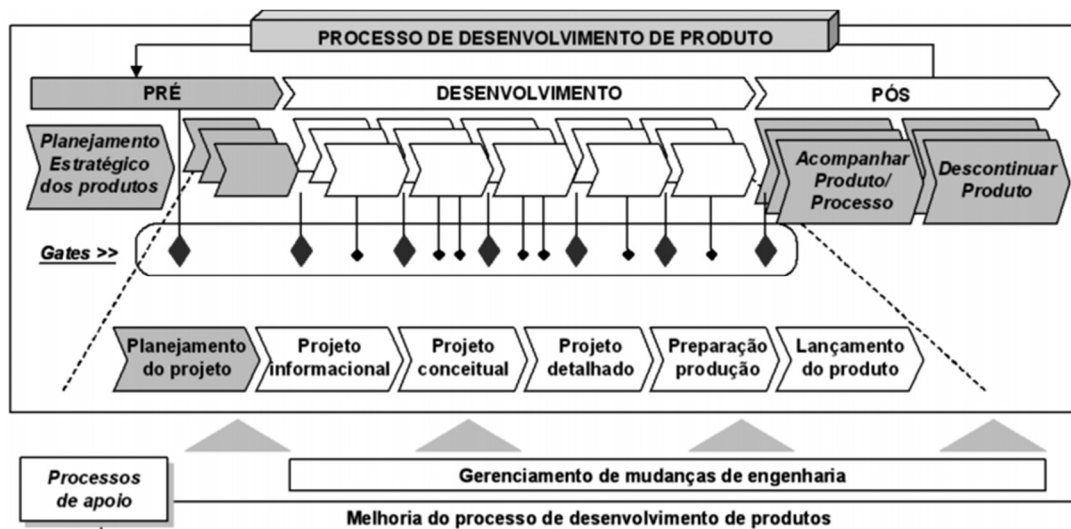 PROCESSO DE DESENVOLVIMENTO DE PRODUTO
PRÉ
DESENVOLVIMENTO
PÓS
Planejamento
Estratégico
dos produtos
Acompanhar
Produto/
Processo
Descontinuar
Produto
Gates >>
Planejamento
do projeto
Projeto
informacional
Projeto
conceitual
Projeto
detalhado
Preparação
produção
Lançamento
do produto
Processos
de apoio
Gerenciamento de mudanças de engenharia
Melhoria do processo de desenvolvimento de produtos